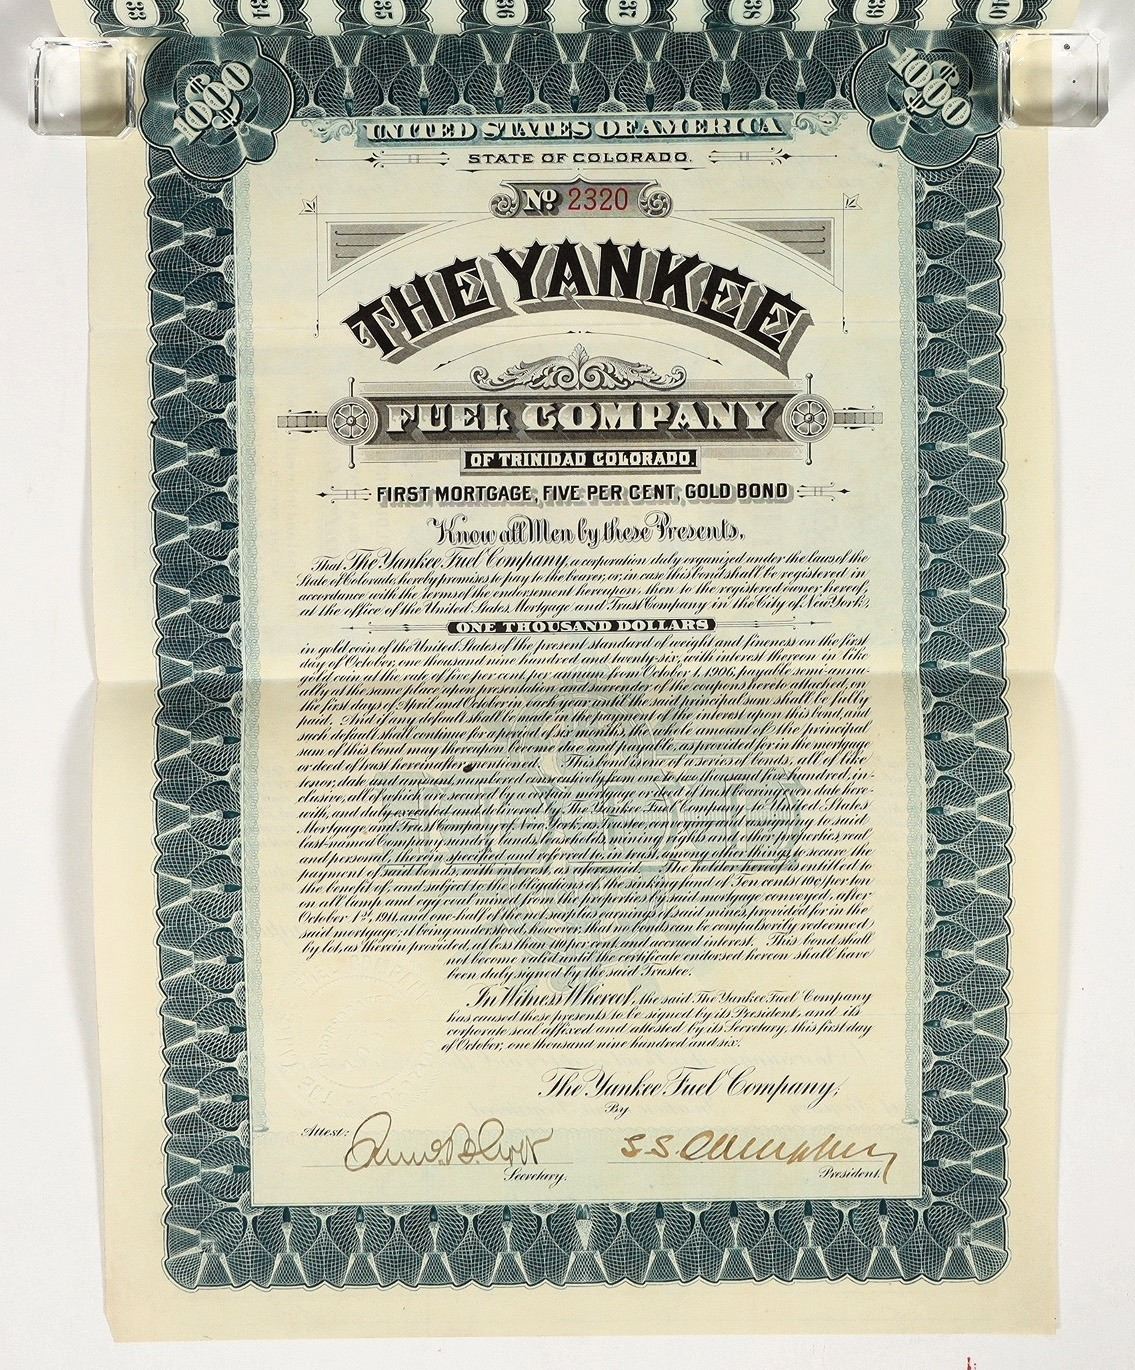 33 34 35 36 37 38 39 40
$1000 $1000
UNITED STATES OF AMERICA
STATE OF COLORADO.
No. 2320
THE YANKEE
FUEL COMPANY
OF TRINIDAD COLORADO
FIRST MORTGAGE, FIVE PER CENT, GOLD BOND
Know all Men by these Presents,
That The Yankee Fuel Company, a corporation duly organized under the laws of the
State of Colorado, hereby promises to pay to the bearer, or, in case this bond shall be registered in
accordance with the terms of the endorsement hereupon, then to the registered owner hereof,
at the office of the United States Mortgage and Trust Company in the City of New York,
ONE THOUSAND DOLLARS
in gold coin of the United States of the present standard of weight and fineness on the first
day of October, one thousand nine hundred and twenty-six, with interest thereon in like
gold coin at the rate of five per cent per annum from October 1, 1906, payable semi-annu-
ally at the same place upon presentation and surrender of the coupons hereto attached, on
the first days of April and October in each year until the said principal sum shall be fully
paid. And if any default shall be made in the payment of the interest upon this bond, and
such default shall continue for a period of six months, the whole amount of the principal
sum of this bond may thereupon become due and payable, as provided for in the mortgage
or deed of trust hereinafter mentioned. This bond is one of a series of bonds, all of like
tenor, date and amount, numbered consecutively from one to two thousand five hundred, in-
clusive, all of which are secured by a certain mortgage or deed of trust bearing even date here-
with, and duly executed and delivered by The Yankee Fuel Company to United States
Mortgage and Trust Company of New York, as Trustee, conveying and assigning to said
last-named Company sundry lands, leaseholds, mining rights and other properties real
and personal, therein specified and referred to, in trust, among other things, to secure the
payment of said bonds, with interest, as aforesaid. The holder hereof is entitled to
the benefit of, and subject to the obligations of, the sinking fund of Ten cents (10¢) per ton
on all lump and egg coal mined from the properties by said mortgage conveyed, after
October 1st, 1911, and one-half of the net surplus earnings of said mines provided for in the
said mortgage; it being understood, however, that no bonds can be compulsorily redeemed
by lot, as therein provided, at less than 110 per cent. and accrued interest. This bond shall
not become valid until the certificate endorsed hereon shall have
been duly signed by the said Trustee.
In Witness Whereof, the said The Yankee Fuel Company
has caused these presents to be signed by its President, and its
corporate seal affixed and attested by its Secretary, this first day
of October, one thousand nine hundred and six.
The Yankee Fuel Company,
By
Attest:
Secretary.
President.